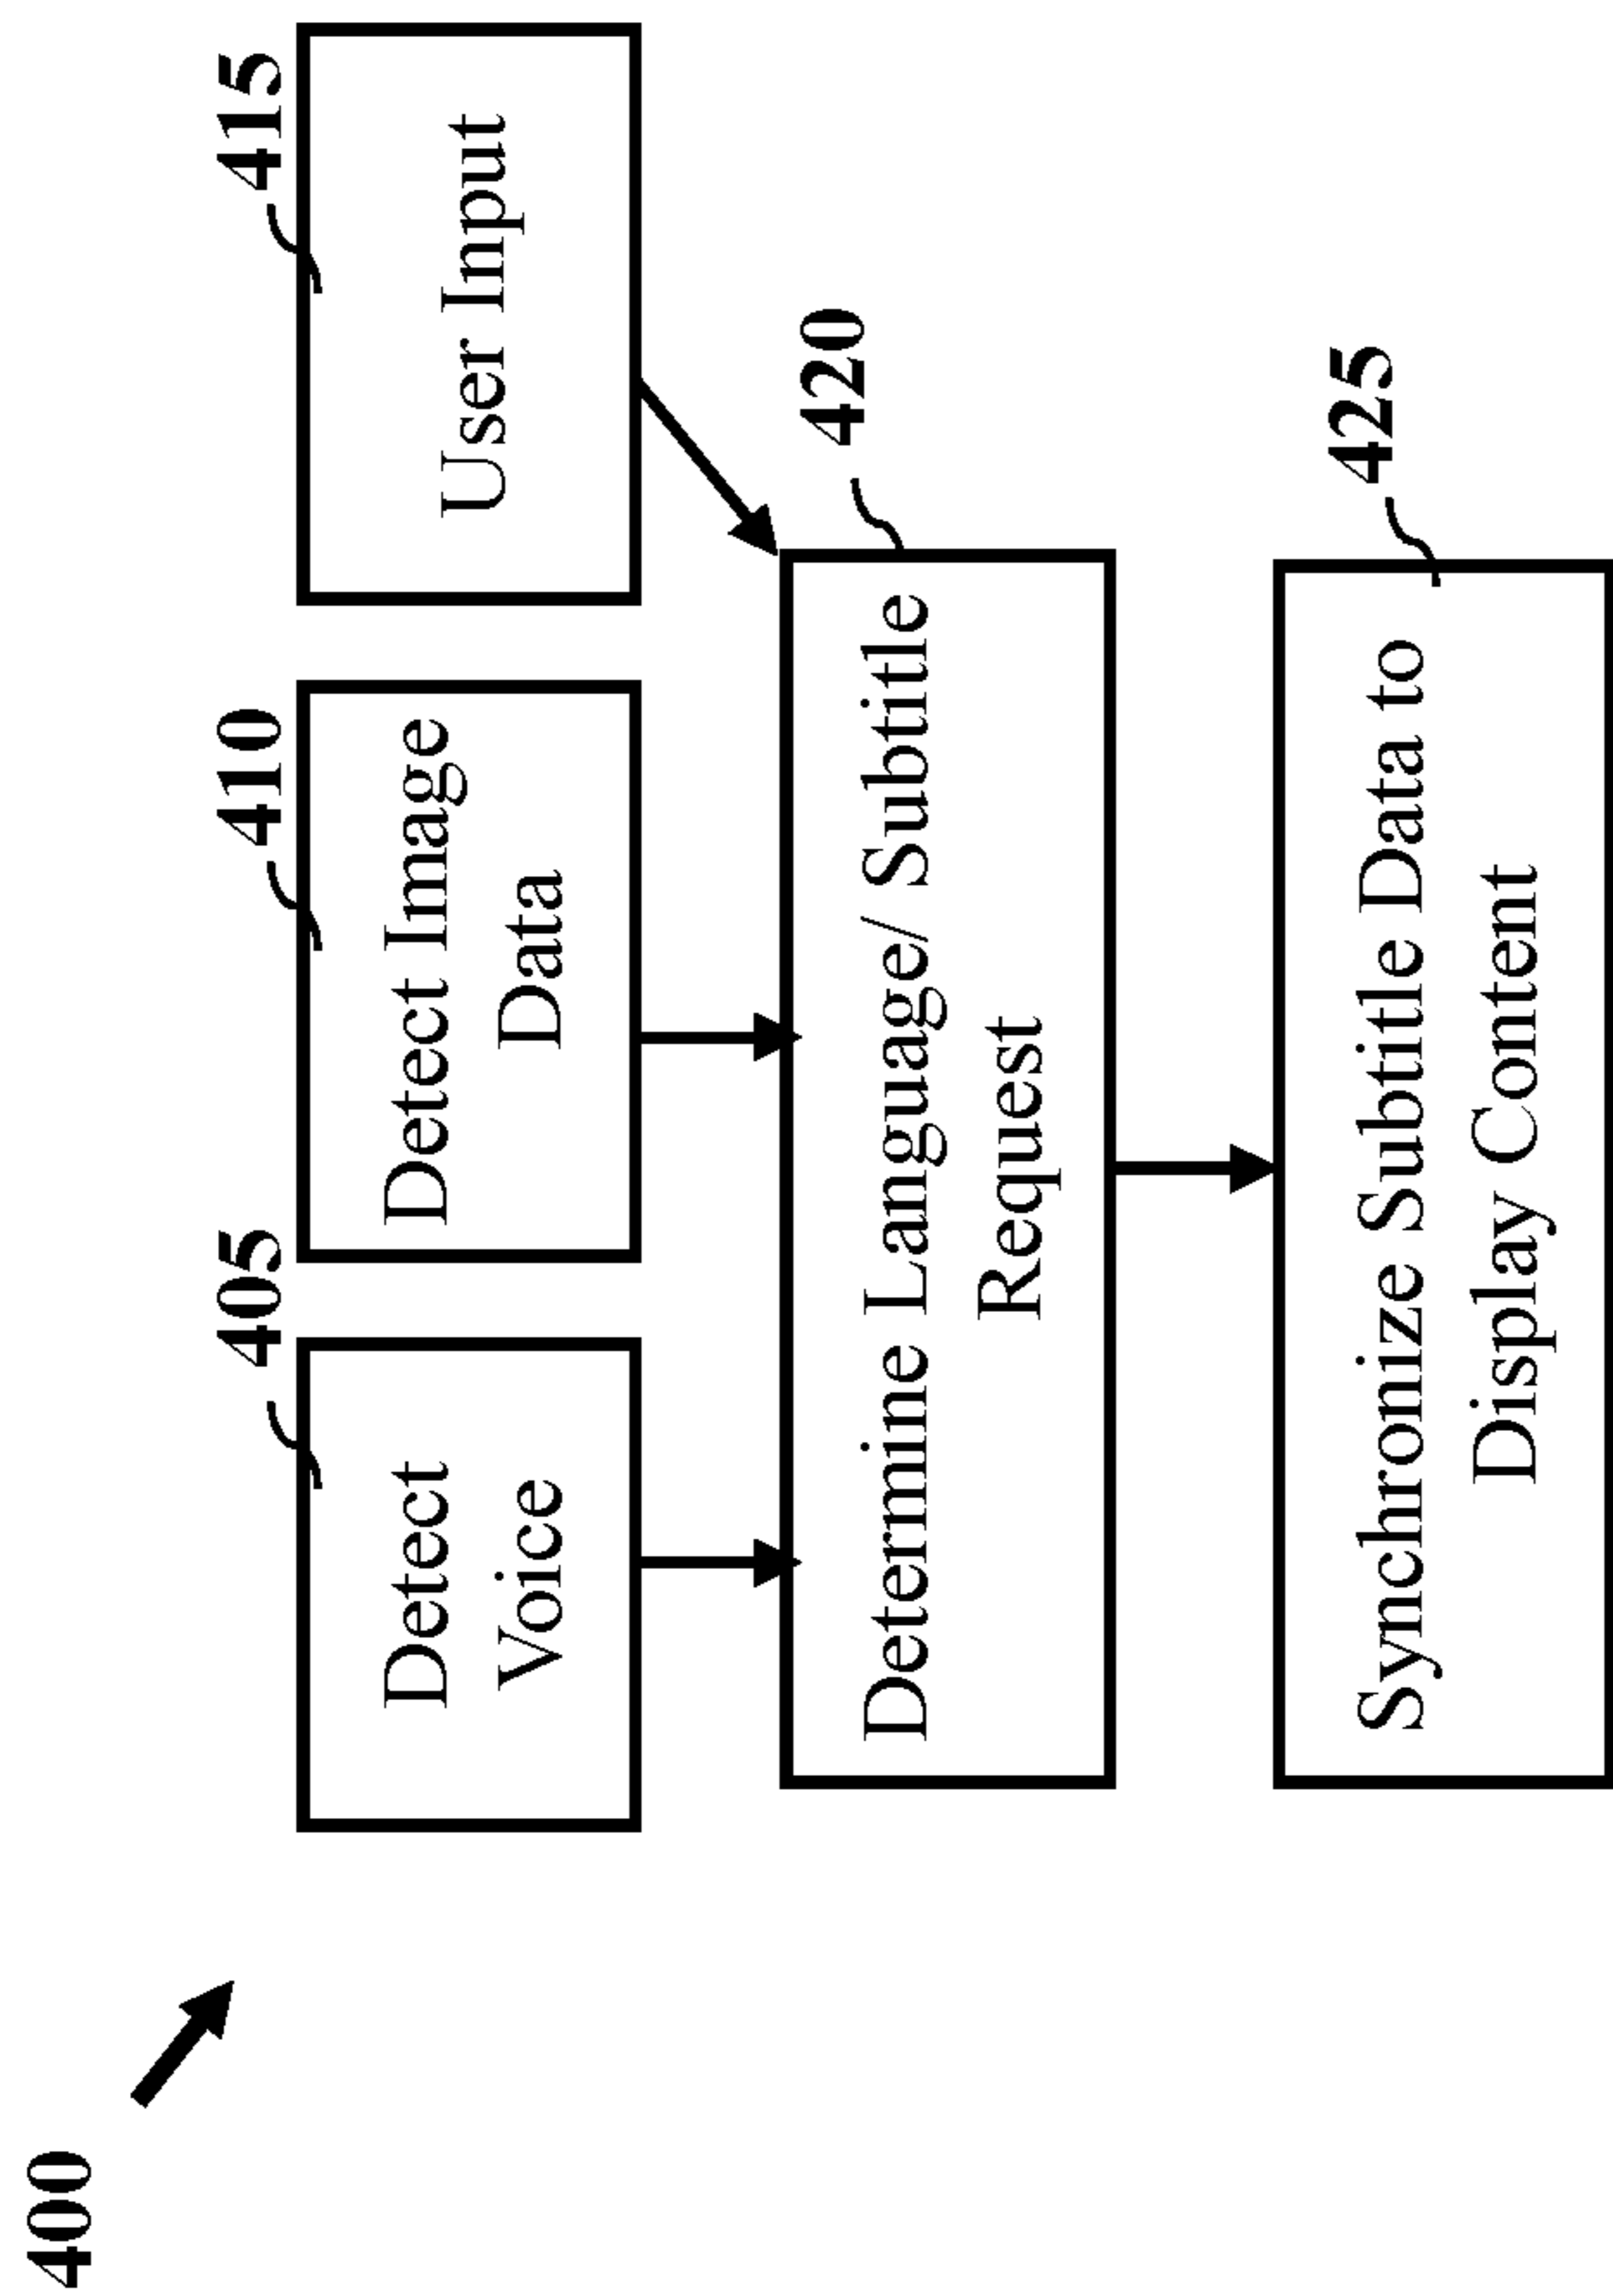 400
405
Detect
Voice
410
Detect Image
Data
415
User Input
420
Determine Language/ Subtitle
Request
425
Synchronize Subtitle Data to
Display Content